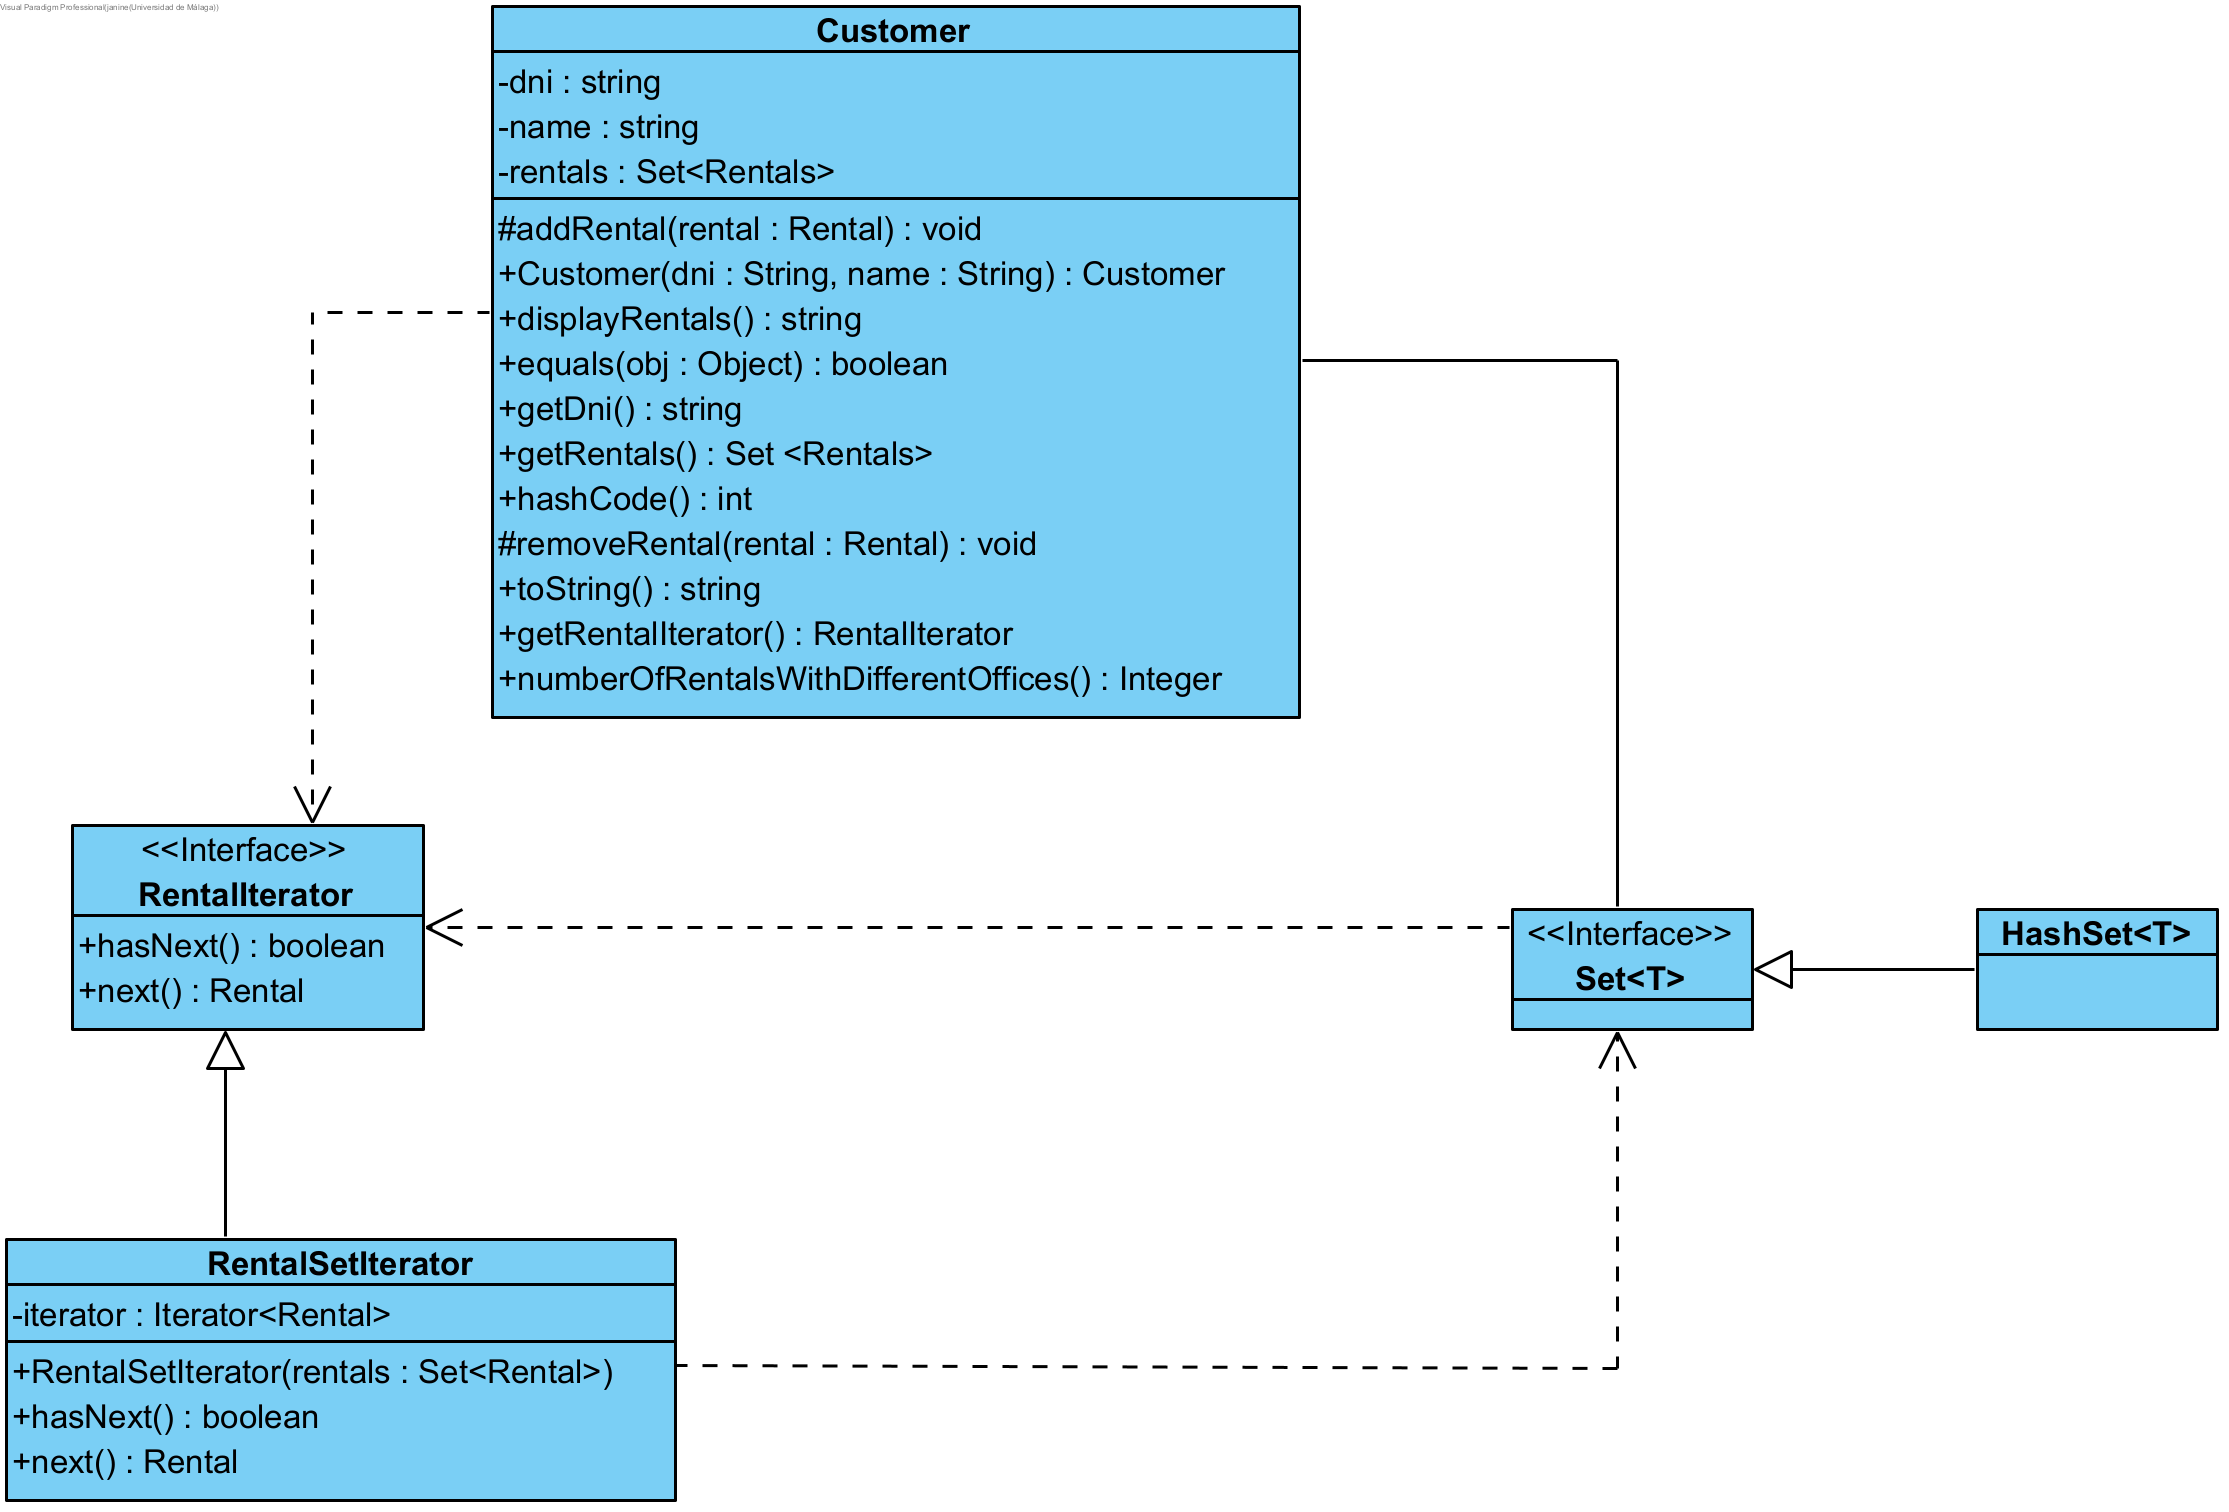 Visual Paradigm Professional(janine(Universidad de Málaga))
Customer
-dni : string
-name : string
-rentals : Set<Rentals>
#addRental(rental : Rental) : void
+Customer(dni : String, name : String) : Customer
+displayRentals() : string
+equals(obj : Object) : boolean
+getDni() : string
+getRentals() : Set <Rentals>
+hashCode() : int
#removeRental(rental : Rental) : void
+toString() : string
+getRentalIterator() : RentalIterator
+numberOfRentalsWithDifferentOffices() : Integer
<<Interface>>
RentalIterator
+hasNext() : boolean
+next() : Rental
<<Interface>>
Set<T>
HashSet<T>
RentalSetIterator
-iterator : Iterator<Rental>
+RentalSetIterator(rentals : Set<Rental>)
+hasNext() : boolean
+next() : Rental